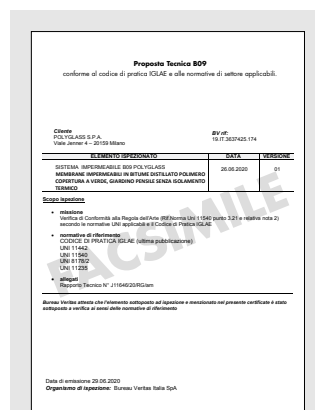 Proposta Tecnica B09
conforme al codice di pratica IGLAE e alle normative di settore applicabili.
Cliente
POLYGLASS S.P.A.
Viale Jenner 4 – 20159 Milano
BV rif:
19.IT.3637425.174
ELEMENTO ISPEZIONATO DATA VERSIONE
SISTEMA IMPERMEABILE B09 POLYGLASS 26.06.2020 01
MEMBRANE IMPERMEABILI IN BITUME DISTILLATO POLIMERO
COPERTURA A VERDE, GIARDINO PENSILE SENZA ISOLAMENTO
TERMICO
Scopo ispezione
• missione
Verifica di Conformità alla Regola dell'Arte (Rif.Norma Uni 11540 punto 3.21 e relativa nota 2)
secondo le normative UNI applicabili e il Codice di Pratica IGLAE
• normative di riferimento
CODICE DI PRATICA IGLAE (ultima pubblicazione)
UNI 11442
UNI 11540
UNI 8178/2
UNI 11235
• allegati
Rapporto Tecnico N° J11646/20/RG/am
Bureau Veritas attesta che l'elemento sottoposto ad ispezione e menzionato nel presente certificate è stato
sottoposto a verifica ai sensi delle normative di riferimento
FACSIMILE
Data di emissione 29.06.2020
Organismo di ispezione: Bureau Veritas Italia SpA